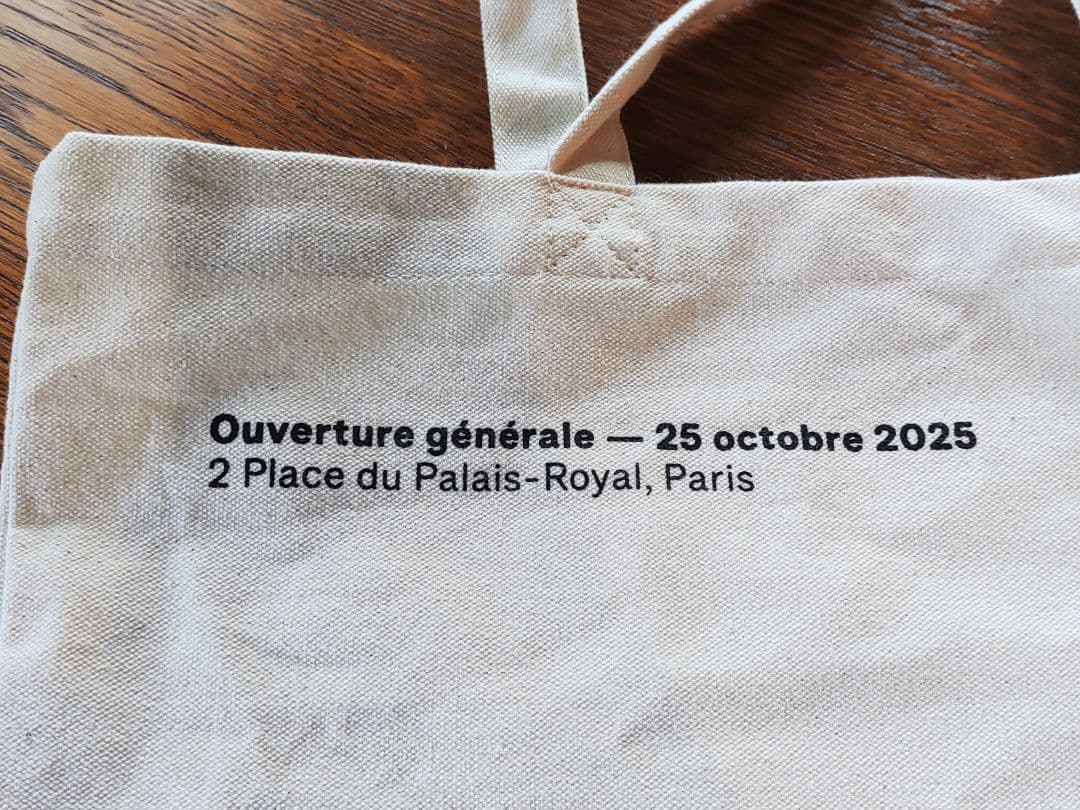 Ouverture générale — 25 octobre 2025
2 Place du Palais-Royal, Paris